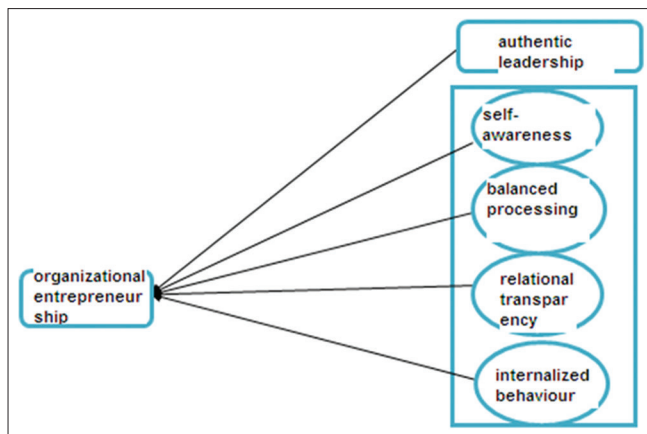 authentic
leadership
self-
awareness
balanced
processing
organizational
entrepreneur
ship
relational
transpar
ency
internalized
behaviour